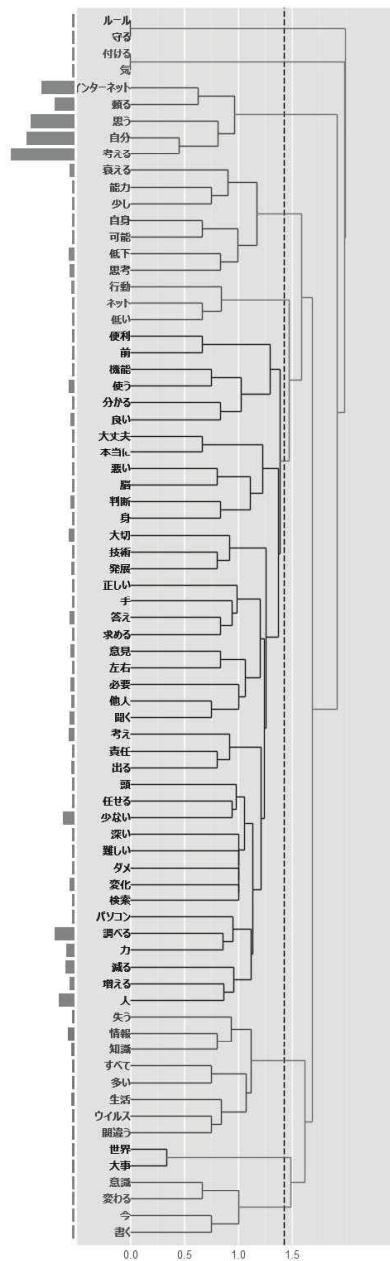 ルール
守る
付ける
気
インターネット
頼る
思う
自分
考える
衰える
能力
少し
自身
可能
低下
思考
行動
ネット
低い
便利
前
機能
使う
分かる
良い
大丈夫
本当に
悪い
脳
判断
身
大切
技術
発展
正しい
手
答え
求める
意見
左右
必要
他人
聞く
考え
責任
出る
頭
任せる
少ない
深い
難しい
ダメ
変化
検索
パソコン
調べる
力
減る
増える
人
失う
情報
知識
すべて
多い
生活
ウイルス
間違う
世界
大事
意識
変わる
今
書く
0.0 0.5 1.0 1.5